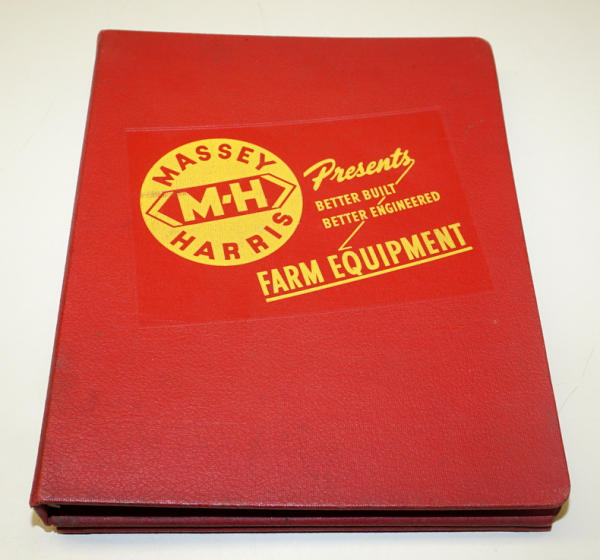 MASSEY
M-H
HARRIS
Presents
BETTER BUILT
BETTER ENGINEERED
FARM EQUIPMENT